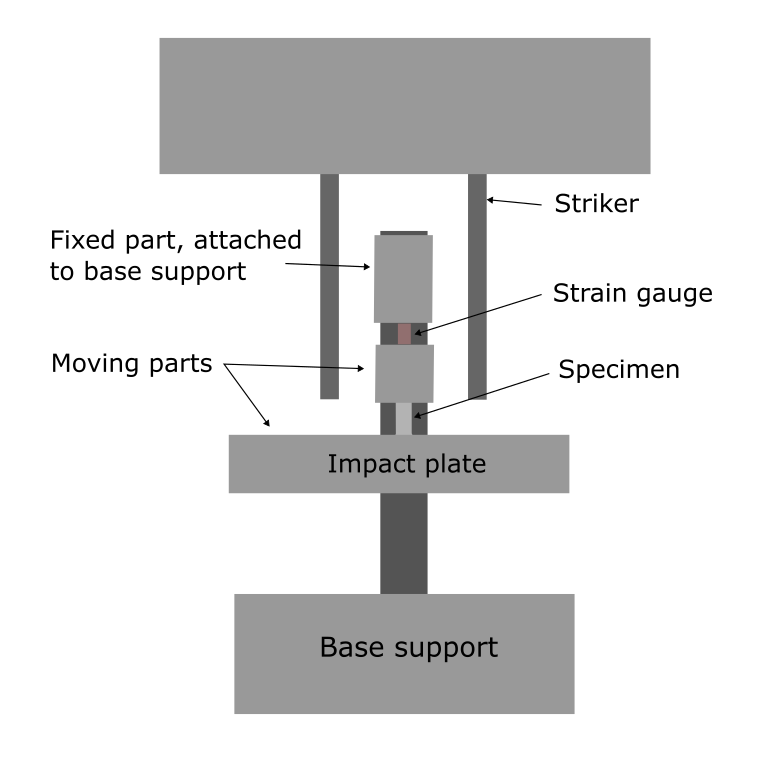 Striker
Fixed part, attached
to base support
Strain gauge
Moving parts
Specimen
Impact plate
Base support